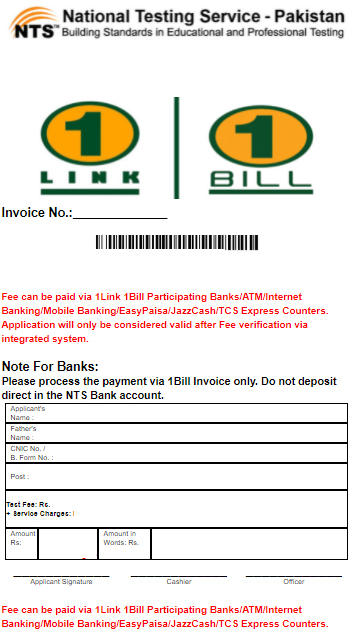 National Testing Service - Pakistan
NTS™ Building Standards in Educational and Professional Testing
1 1
LINK BILL
Invoice No.:______________
Fee can be paid via 1Link 1Bill Participating Banks/ATM/Internet
Banking/Mobile Banking/EasyPaisa/JazzCash/TCS Express Counters.
Application will only be considered valid after Fee verification via
integrated system.
Note For Banks:
Please process the payment via 1Bill Invoice only. Do not deposit
direct in the NTS Bank account.
Applicant's
Name :
Father's
Name :
CNIC No. /
B. Form No. :
Post :
Test Fee: Rs.
+ Service Charges:
Amount Amount in
Rs: Words: Rs.
Applicant Signature Cashier Officer
Fee can be paid via 1Link 1Bill Participating Banks/ATM/Internet
Banking/Mobile Banking/EasyPaisa/JazzCash/TCS Express Counters.